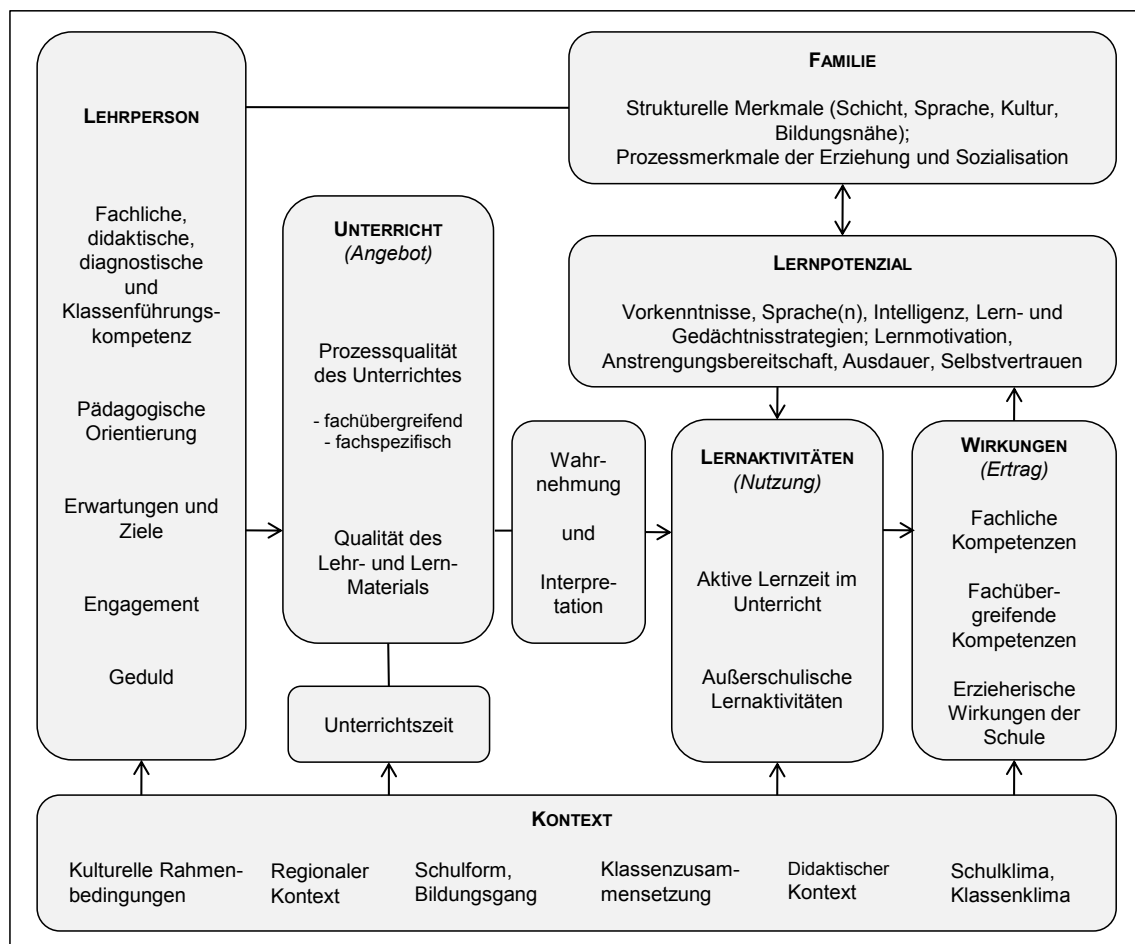 LEHRPERSON
Fachliche,
didaktische,
diagnostische
und
Klassenführungs-
kompetenz
Pädagogische
Orientierung
Erwartungen und
Ziele
Engagement
Geduld
UNTERRICHT
(Angebot)
Prozessqualität
des Unterrichtes
- fachübergreifend
- fachspezifisch
Qualität des
Lehr- und Lern-
Materials
Unterrichtszeit
FAMILIE
Strukturelle Merkmale (Schicht, Sprache, Kultur,
Bildungsnähe);
Prozessmerkmale der Erziehung und Sozialisation
LERNPOTENZIAL
Vorkenntnisse, Sprache(n), Intelligenz, Lern- und
Gedächtnisstrategien; Lernmotivation,
Anstrengungsbereitschaft, Ausdauer, Selbstvertrauen
Wahr-
nehmung
und
Interpre-
tation
LERNAKTIVITÄTEN
(Nutzung)
Aktive Lernzeit im
Unterricht
Außerschulische
Lernaktivitäten
WIRKUNGEN
(Ertrag)
Fachliche
Kompetenzen
Fachüber-
greifende
Kompetenzen
Erzieherische
Wirkungen der
Schule
KONTEXT
Kulturelle Rahmen-
bedingungen
Regionaler
Kontext
Schulform,
Bildungsgang
Klassenzusam-
mensetzung
Didaktischer
Kontext
Schulklima,
Klassenklima